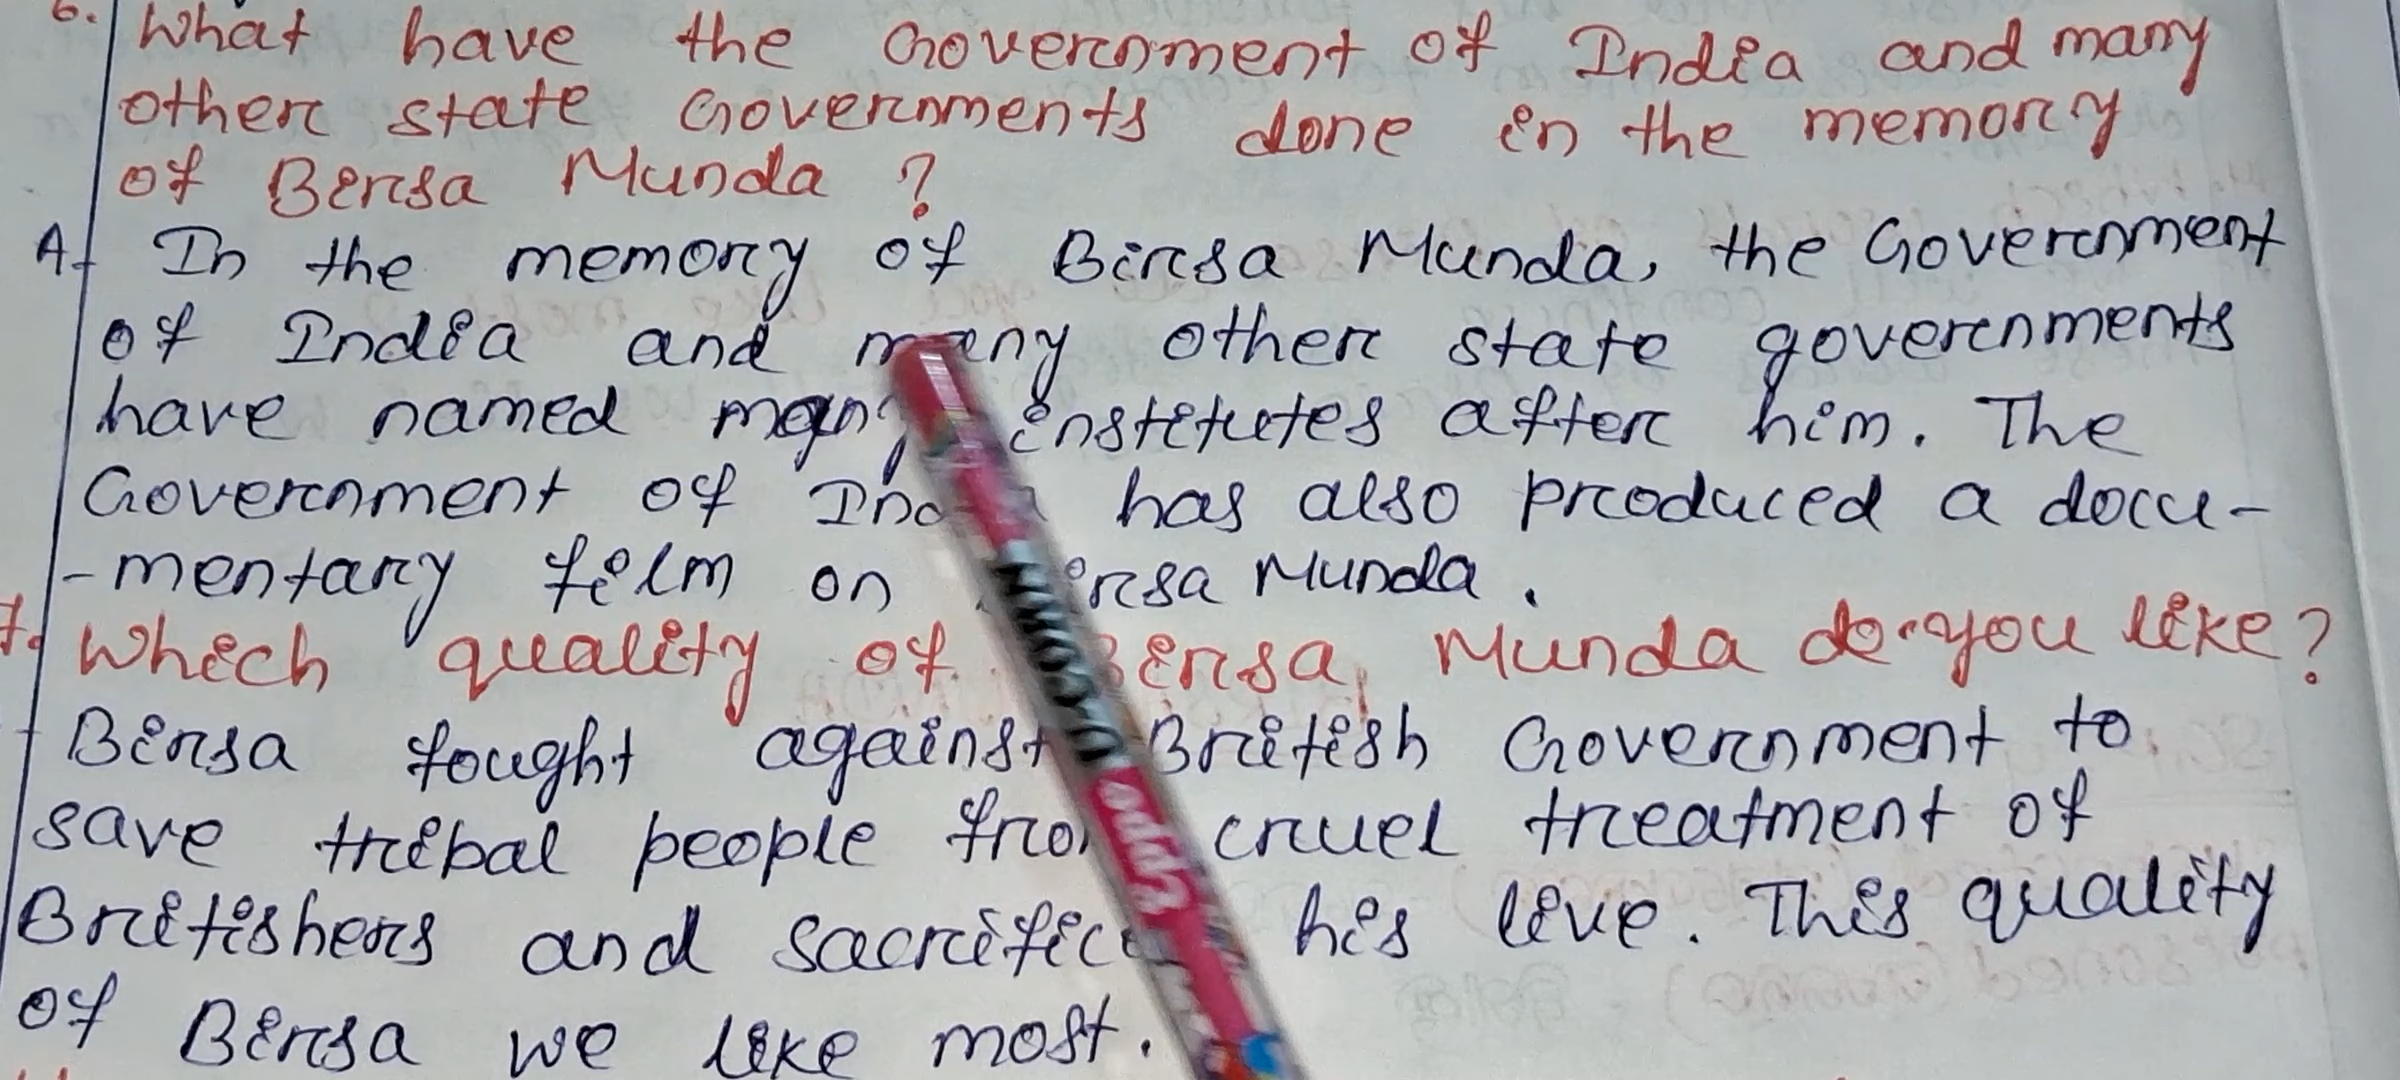 6. What have the Government of India and many
other state Governments done in the memory
of Birsa Munda ?
A. In the memory of Birsa Munda, the Government
of India and many other state governments
have named many institutes after him. The
Government of India has also produced a docu-
-mentary film on Birsa Munda.
7. Which quality of Birsa Munda do you like?
Birsa fought against British Government to
save tribal people from cruel treatment of
Britishers and sacrifice his live. This quality
of Birsa we like most.